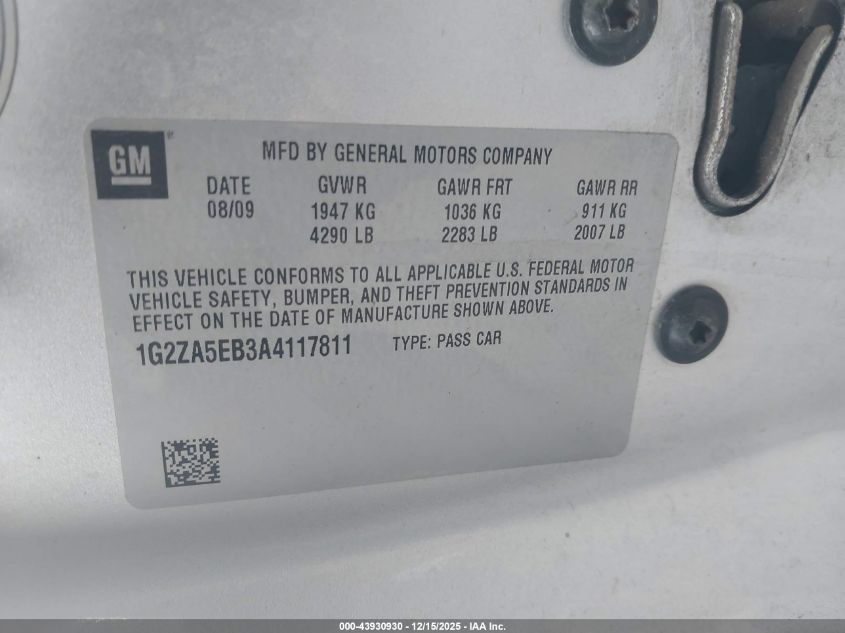 GM
MFD BY GENERAL MOTORS COMPANY
DATE GVWR GAWR FRT GAWR RR
08/09 1947 KG 1036 KG 911 KG
4290 LB 2283 LB 2007 LB
THIS VEHICLE CONFORMS TO ALL APPLICABLE U.S. FEDERAL MOTOR
VEHICLE SAFETY, BUMPER, AND THEFT PREVENTION STANDARDS IN
EFFECT ON THE DATE OF MANUFACTURE SHOWN ABOVE.
1G2ZA5EB3A4117811 TYPE: PASS CAR
000-43930930 - 12/15/2025 - IAA Inc.